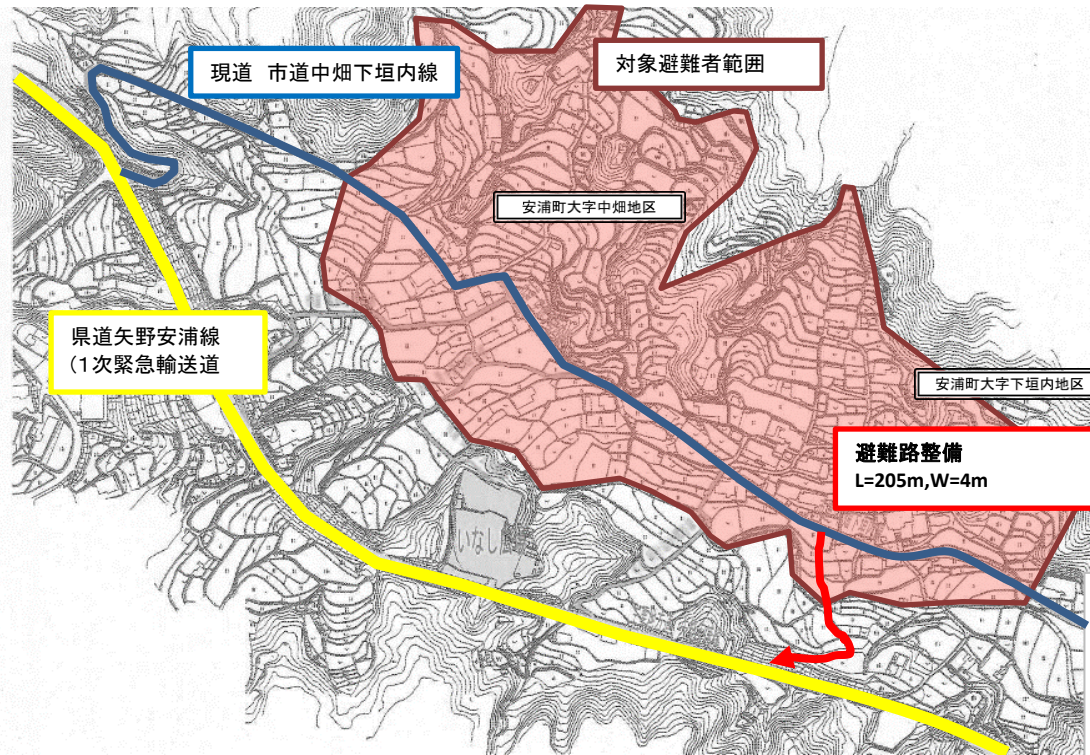 現道 市道中畑下垣内線
対象避難者範囲
安浦町大字中畑地区
県道矢野安浦線
(1次緊急輸送道
安浦町大字下垣内地区
避難路整備
L=205m,W=4m